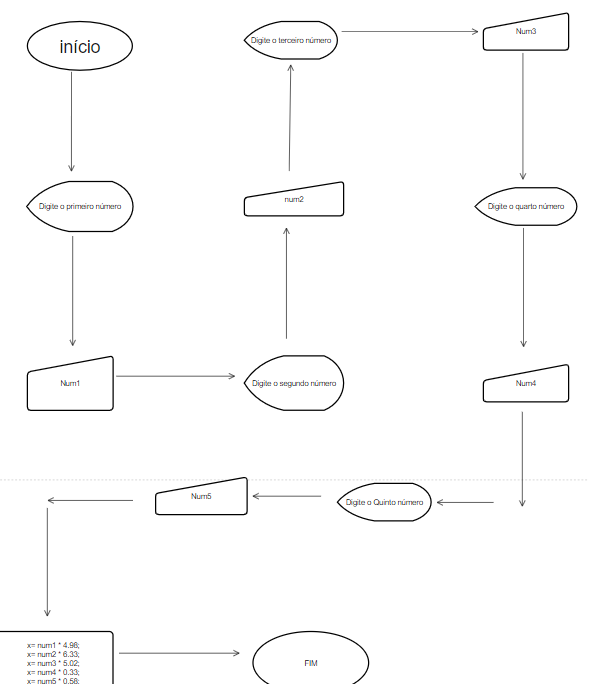 início
Digite o primeiro número
Num1
Digite o segundo número
num2
Digite o terceiro número
Num3
Digite o quarto número
Num4
Digite o Quinto número
Num5
x= num1 * 4.98;
x= num2 * 6.33;
x= num3 * 5.02;
x= num4 * 0.33;
x= num5 * 0.58;
FIM